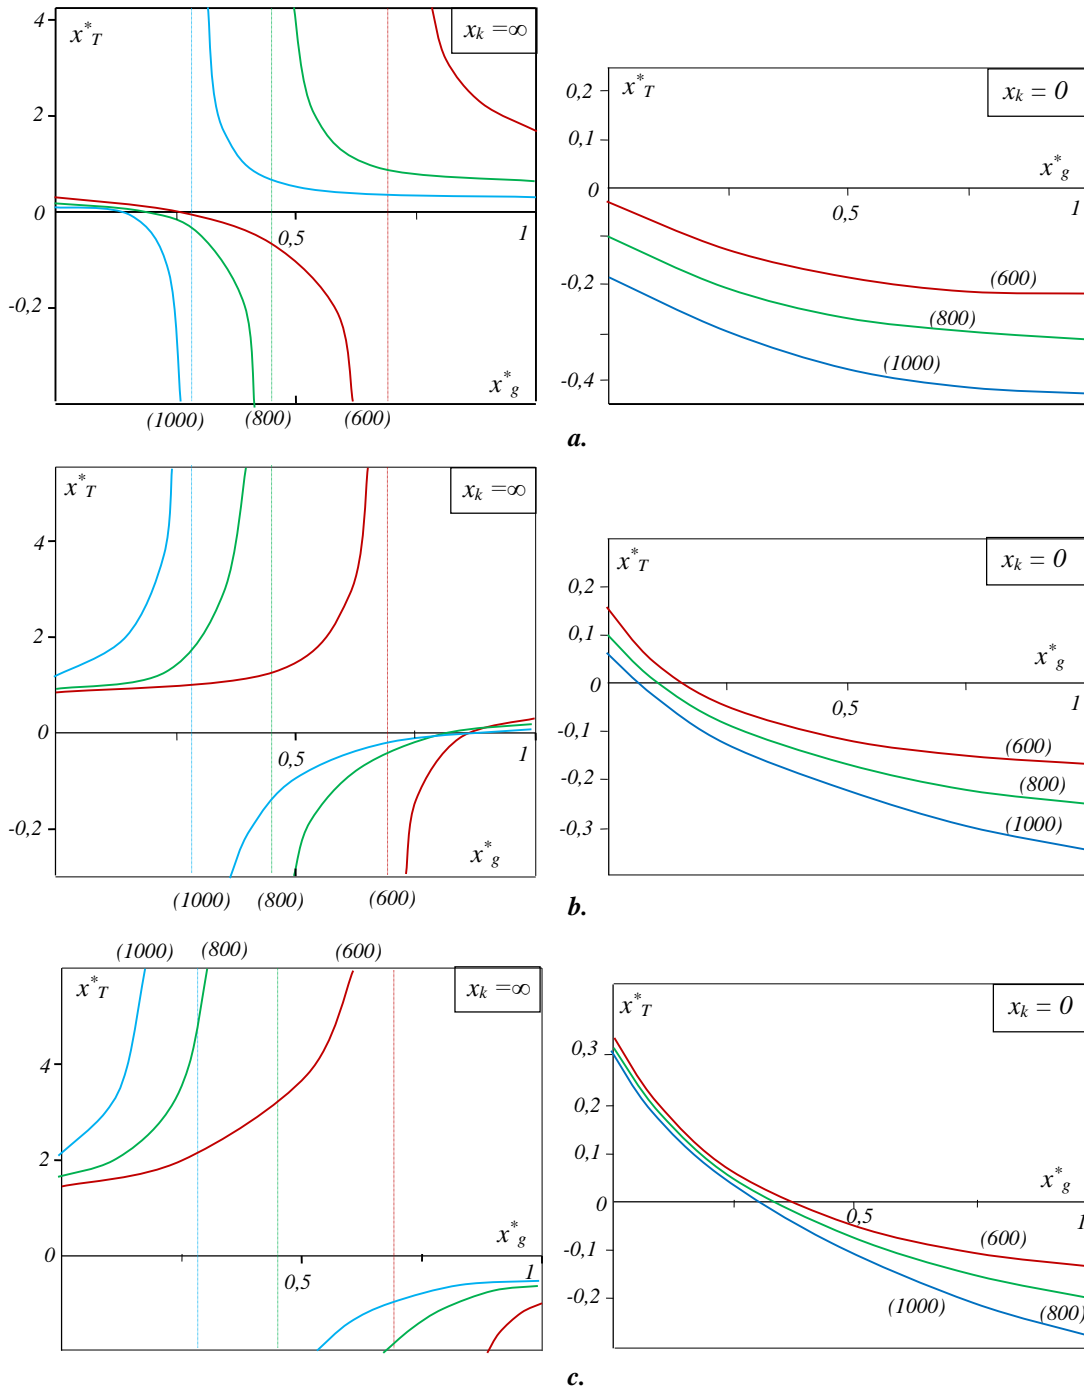 4
x*T
xk =∞
2
0
0,5
1
-0,2
x*g
(1000)
(800)
(600)
0,2
x*T
xk = 0
0,1
0
x*g
0,5
1
(600)
-0,2
(800)
(1000)
-0,4
a.
x*T
xk =∞
4
2
0
0,5
1
-0,2
x*g
(1000)
(800)
(600)
x*T
xk = 0
0,2
0,1
x*g
0
0,5
1
-0,1
(600)
-0,2
(800)
-0,3
(1000)
b.
(1000)
(800)
(600)
x*T
xk =∞
4
2
x*g
0
0,5
1
x*T
xk = 0
0,3
0,2
0,1
x*g
0
0,5
1
(600)
-0,1
-0,2
(1000)
(800)
c.